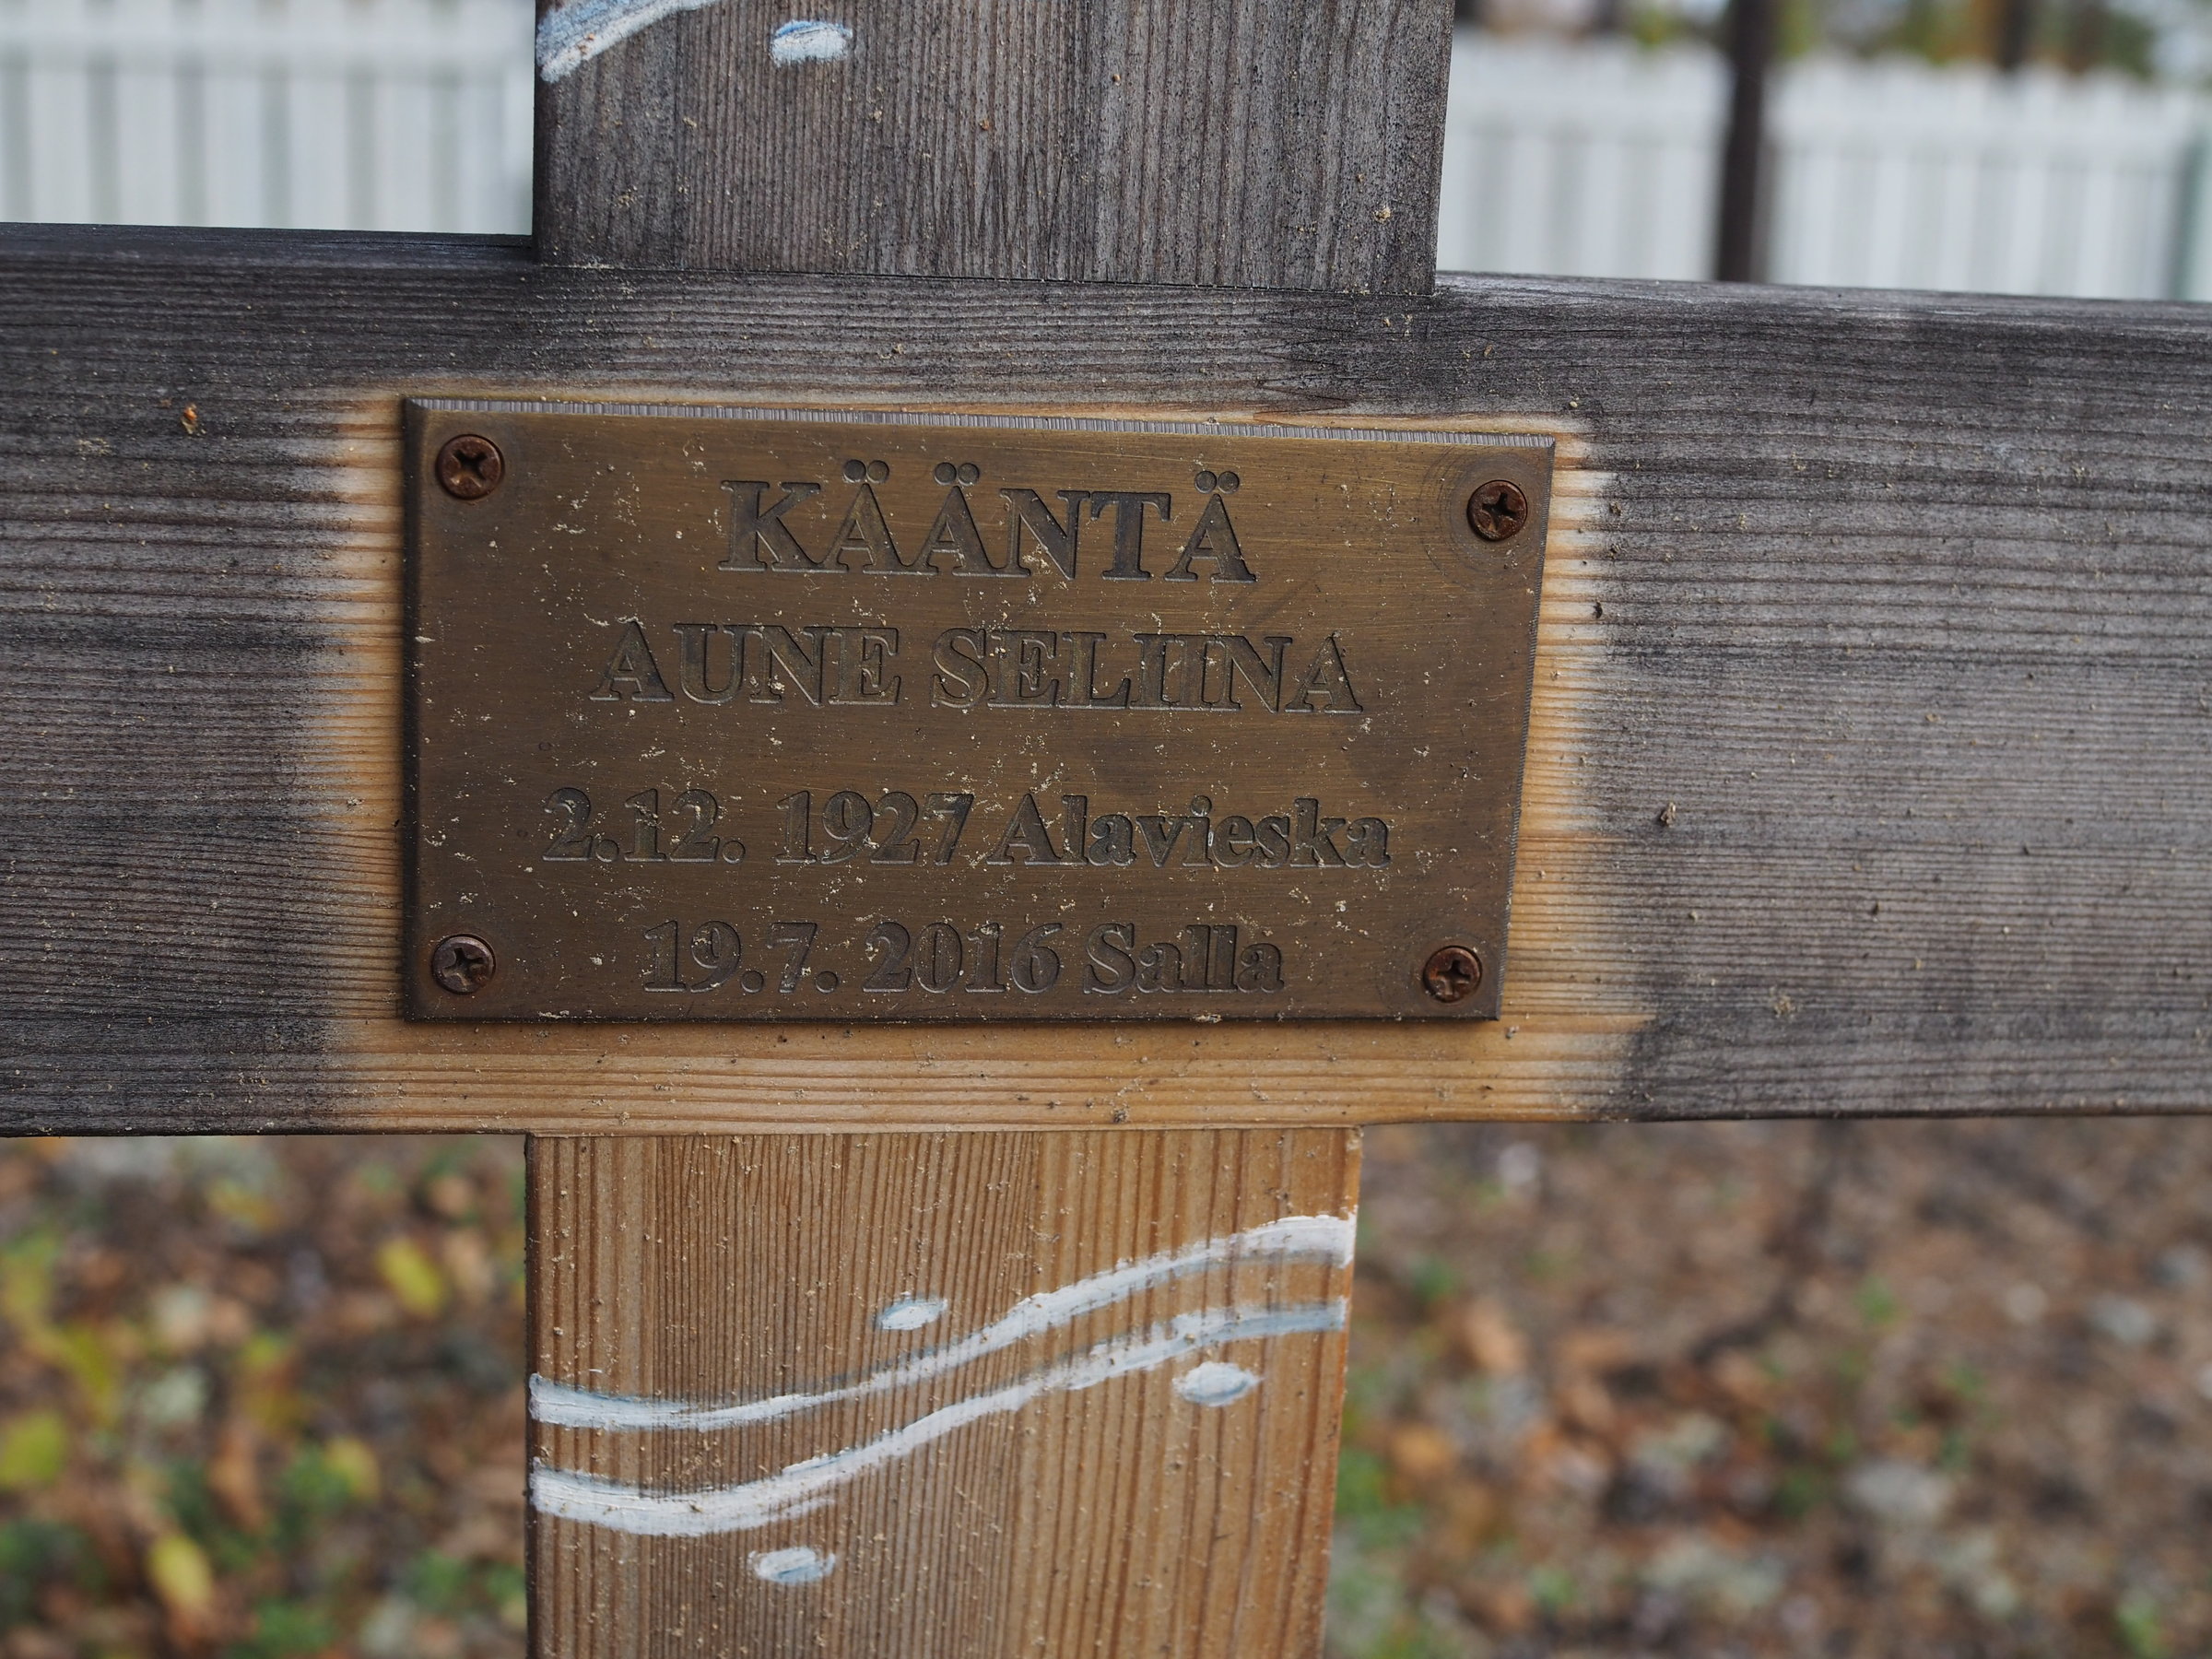 KÄÄNTÄ
AUNE SELIINA
2.12. 1927 Alavieska
19.7. 2016 Salla